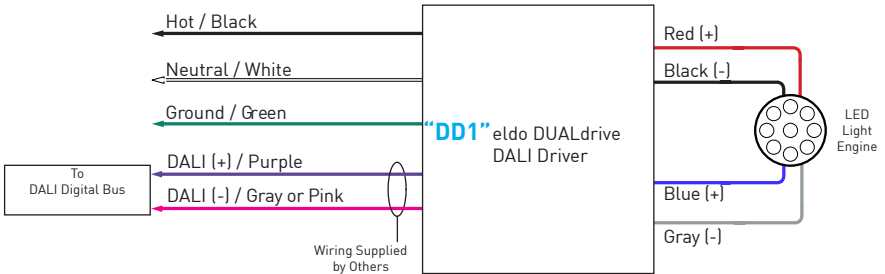 Hot / Black
Neutral / White
Ground / Green
DALI (+) / Purple
DALI (-) / Gray or Pink
To
DALI Digital Bus
Wiring Supplied
by Others
"DD1" eldo DUALdrive
DALI Driver
Red (+)
Black (-)
Blue (+)
Gray (-)
LED
Light
Engine